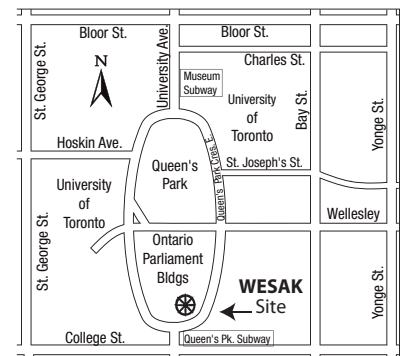 Bloor St.
Bloor St.
University Ave.
St. George St.
N
Charles St.
Museum
Subway
University
of
Toronto
Bay St.
Yonge St.
Hoskin Ave.
Queen's
Park
Queen's Park Cres. E.
St. Joseph's St.
University
of
Toronto
Wellesley
St. George St.
Ontario
Parliament
Bldgs
WESAK
Site
Yonge St.
College St.
Queen's Pk. Subway